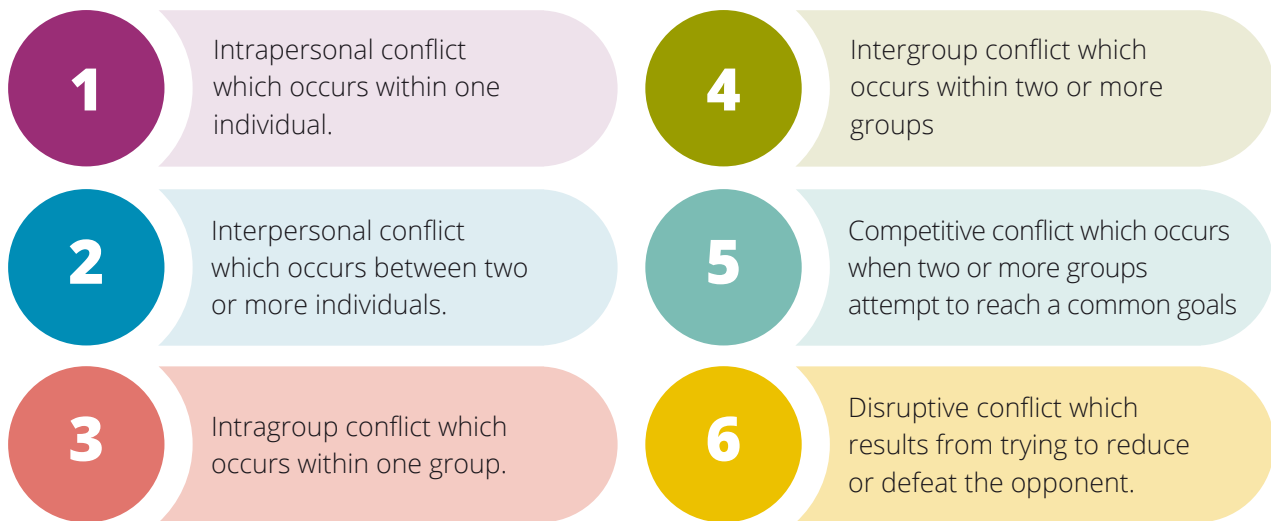 1
Intrapersonal conflict
which occurs within one
individual.
2
Interpersonal conflict
which occurs between two
or more individuals.
3
Intragroup conflict which
occurs within one group.
4
Intergroup conflict which
occurs within two or more
groups
5
Competitive conflict which occurs
when two or more groups
attempt to reach a common goals
6
Disruptive conflict which
results from trying to reduce
or defeat the opponent.